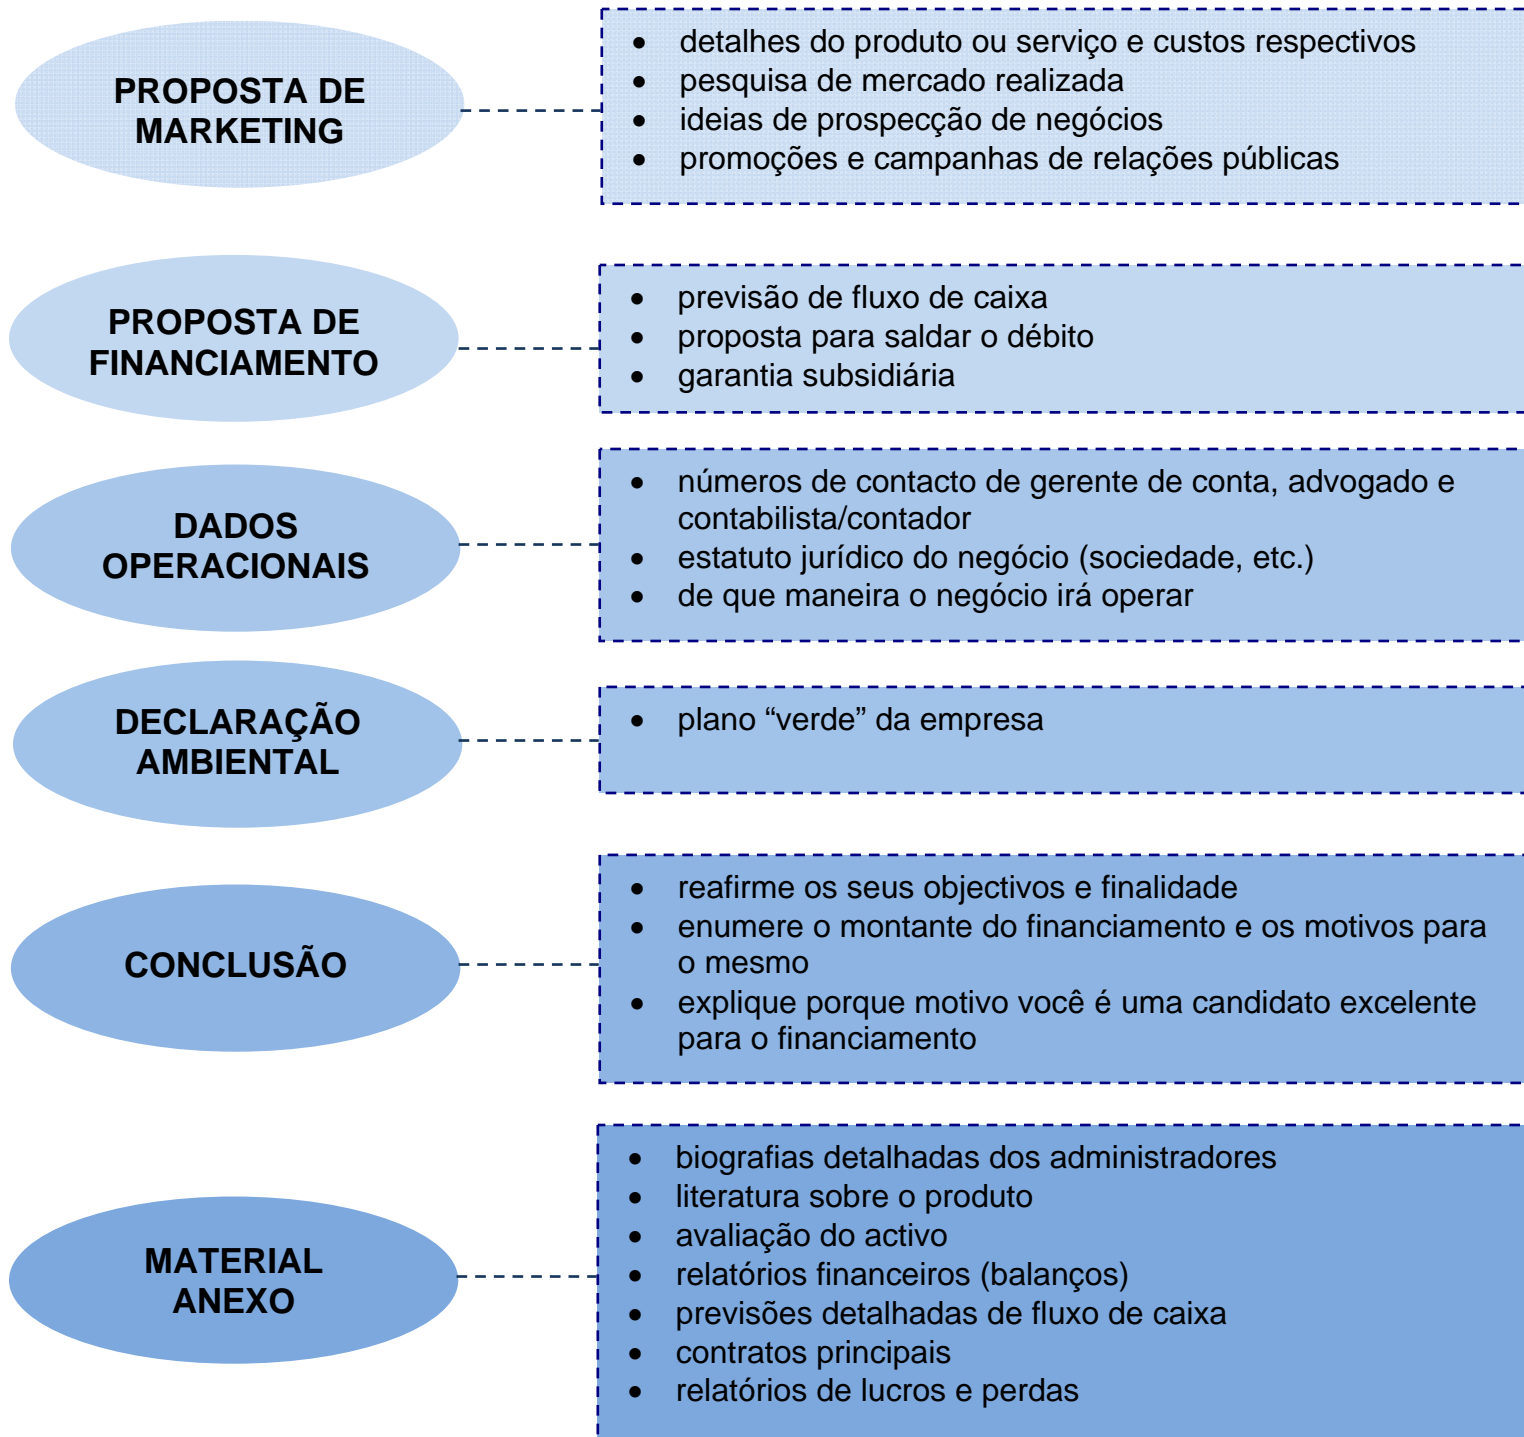 PROPOSTA DE
MARKETING
• detalhes do produto ou serviço e custos respectivos
• pesquisa de mercado realizada
• ideias de prospecção de negócios
• promoções e campanhas de relações públicas
PROPOSTA DE
FINANCIAMENTO
• previsão de fluxo de caixa
• proposta para saldar o débito
• garantia subsidiária
DADOS
OPERACIONAIS
• números de contacto de gerente de conta, advogado e
contabilista/contador
• estatuto jurídico do negócio (sociedade, etc.)
• de que maneira o negócio irá operar
DECLARAÇÃO
AMBIENTAL
• plano “verde” da empresa
CONCLUSÃO
• reafirme os seus objectivos e finalidade
• enumere o montante do financiamento e os motivos para
o mesmo
• explique porque motivo você é uma candidato excelente
para o financiamento
MATERIAL
ANEXO
• biografias detalhadas dos administradores
• literatura sobre o produto
• avaliação do activo
• relatórios financeiros (balanços)
• previsões detalhadas de fluxo de caixa
• contratos principais
• relatórios de lucros e perdas